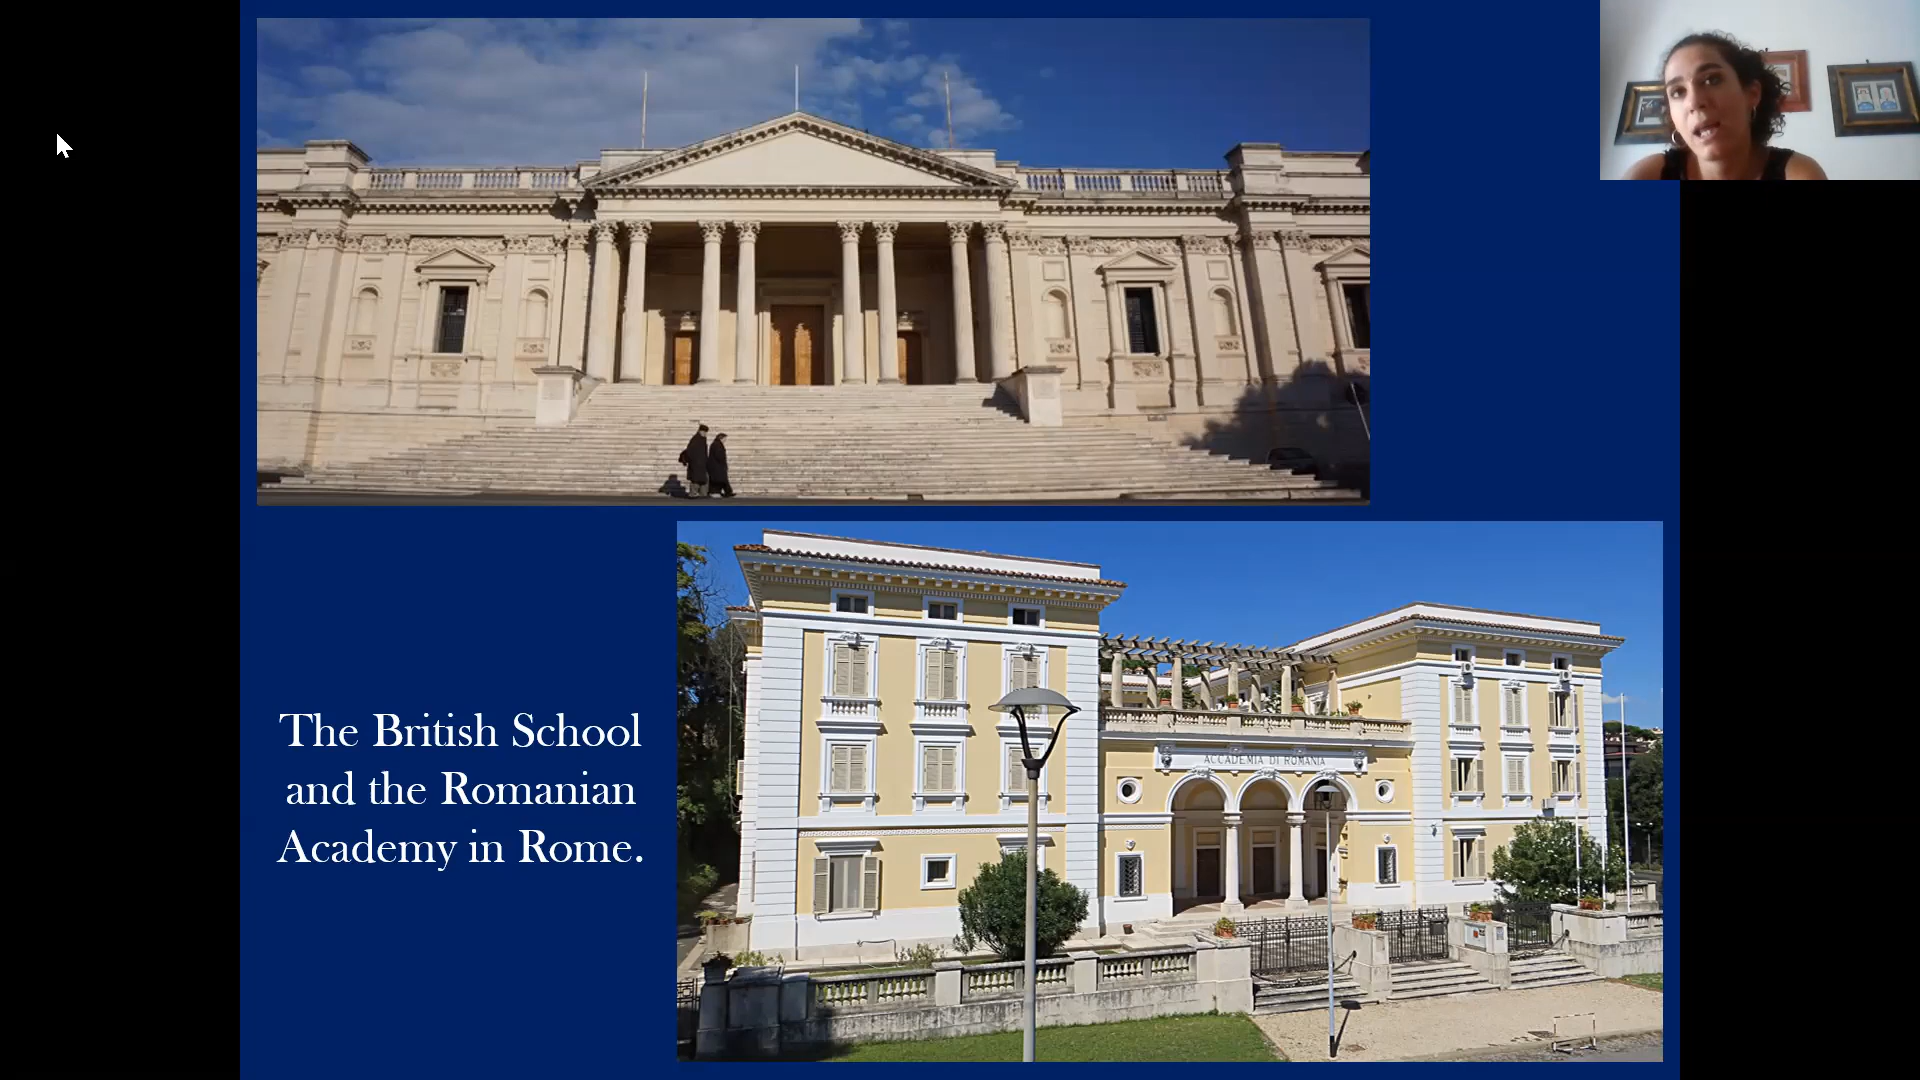 The British School
and the Romanian
Academy in Rome.
ACCADEMIA DI ROMANIA